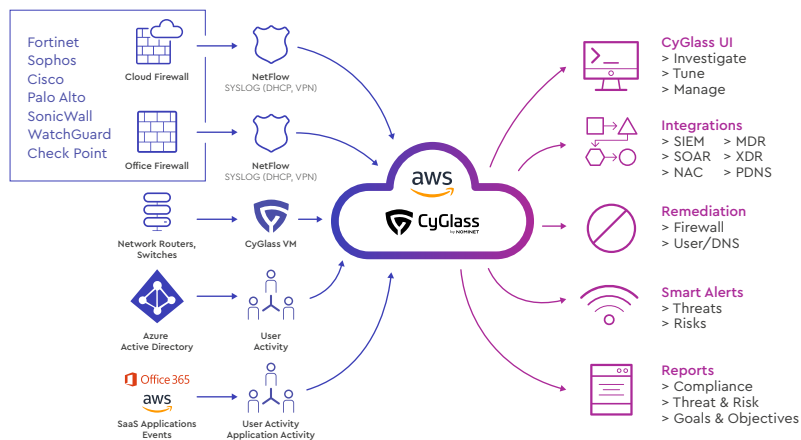 Fortinet
Sophos
Cisco
Palo Alto
SonicWall
WatchGuard
Check Point
Cloud Firewall
NetFlow
SYSLOG (DHCP, VPN)
Office Firewall
NetFlow
SYSLOG (DHCP, VPN)
Network Routers,
Switches
CyGlass VM
Azure
Active Directory
User
Activity
Office 365
aws
SaaS Applications
Events
User Activity
Application Activity
aws
CyGlass
by NOMINET
CyGlass UI
> Investigate
> Tune
> Manage
Integrations
> SIEM > MDR
> SOAR > XDR
> NAC > PDNS
Remediation
> Firewall
> User/DNS
Smart Alerts
> Threats
> Risks
Reports
> Compliance
> Threat & Risk
> Goals & Objectives